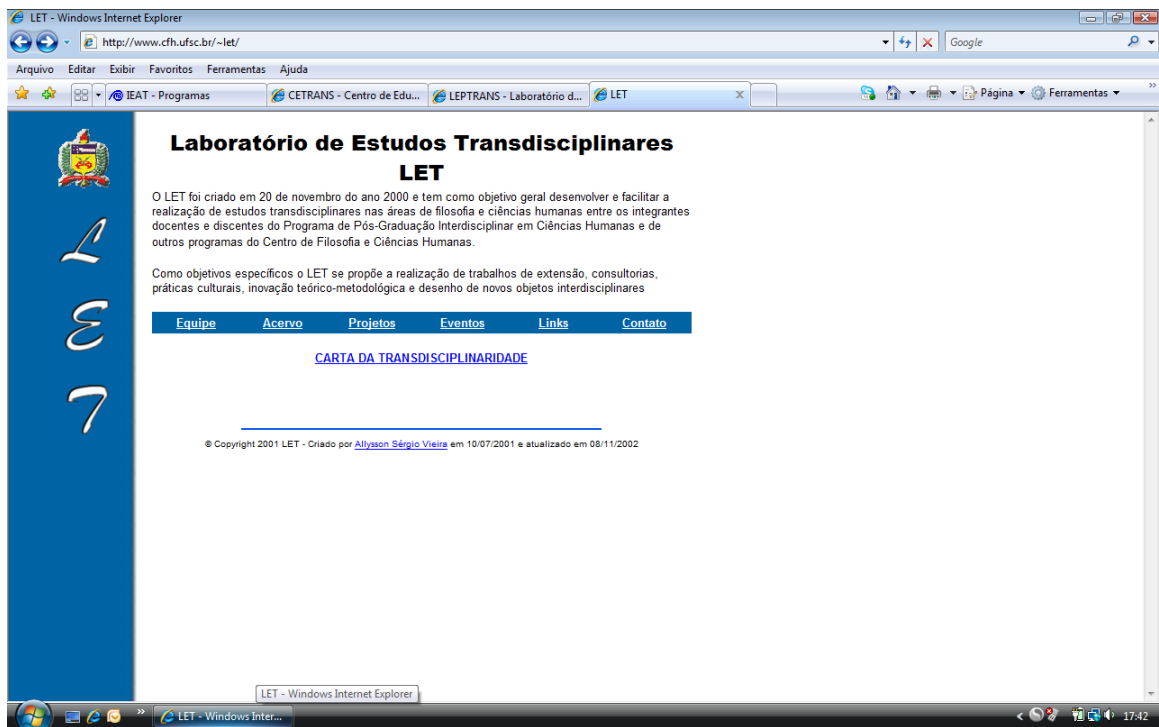 LET - Windows Internet Explorer
http://www.cfh.ufsc.br/~let/
Google
Arquivo Editar Exibir Favoritos Ferramentas Ajuda
IEAT - Programas
CETRANS - Centro de Edu...
LEPTRANS - Laboratório d...
LET
Página
Ferramentas
Laboratório de Estudos Transdisciplinares
LET
O LET foi criado em 20 de novembro do ano 2000 e tem como objetivo geral desenvolver e facilitar a
realização de estudos transdisciplinares nas áreas de filosofia e ciências humanas entre os integrantes
docentes e discentes do Programa de Pós-Graduação Interdisciplinar em Ciências Humanas e de
outros programas do Centro de Filosofia e Ciências Humanas.
Como objetivos específicos o LET se propõe a realização de trabalhos de extensão, consultorias,
práticas culturais, inovação teórico-metodológica e desenho de novos objetos interdisciplinares
Equipe Acervo Projetos Eventos Links Contato
CARTA DA TRANSDISCIPLINARIDADE
© Copyright 2001 LET - Criado por Allysson Sérgio Vieira em 10/07/2001 e atualizado em 08/11/2002
L
E
T
LET - Windows Internet Explorer
LET - Windows Inter...
17:42